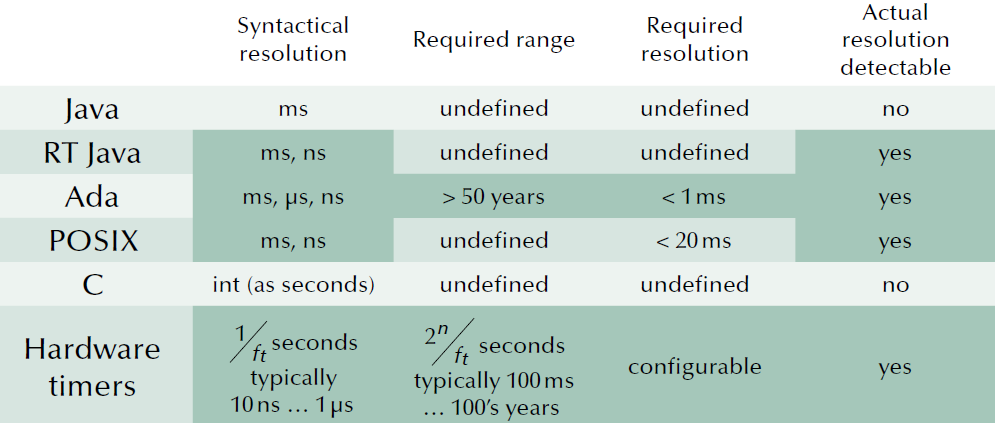 Syntactical resolution | Required range | Required resolution | Actual resolution detectable
Java | ms | undefined | undefined | no
RT Java | ms, ns | undefined | undefined | yes
Ada | ms, µs, ns | > 50 years | < 1 ms | yes
POSIX | ms, ns | undefined | < 20 ms | yes
C | int (as seconds) | undefined | undefined | no
Hardware timers | 1/fₜ seconds typically 10 ns … 1 µs | 2ⁿ/fₜ seconds typically 100 ms … 100’s years | configurable | yes